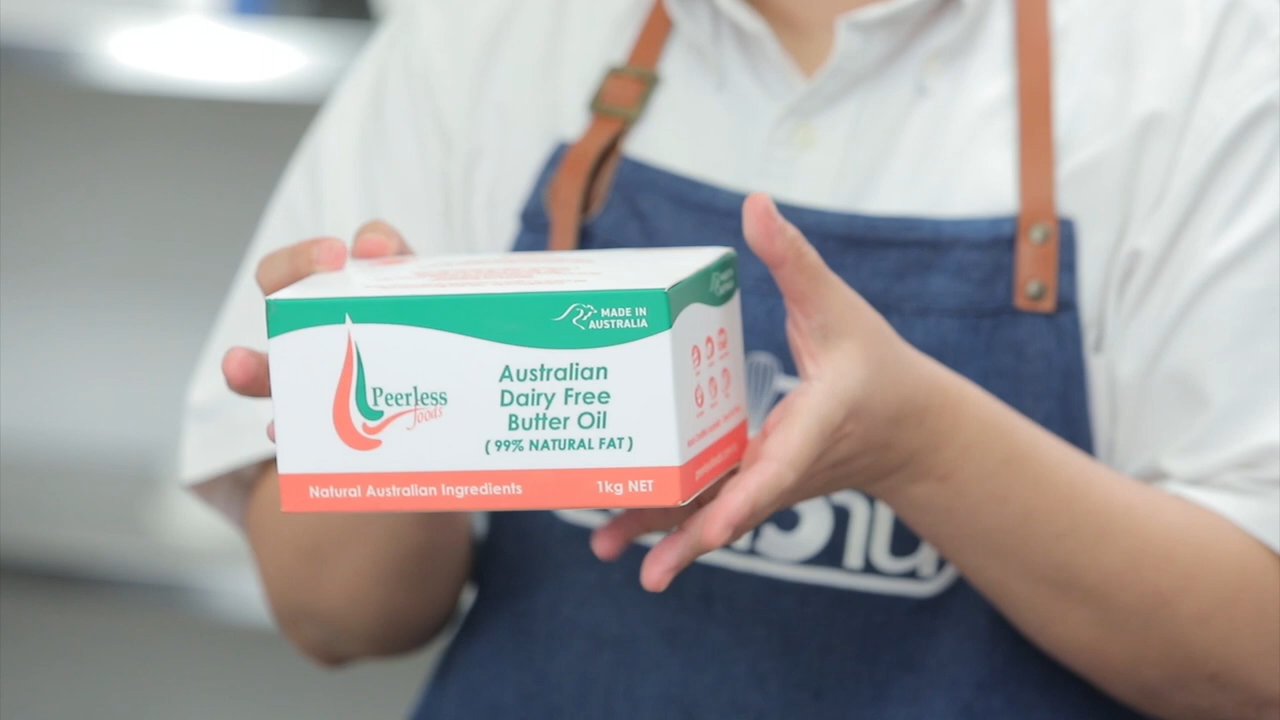 MADE IN
AUSTRALIA
Peerless
foods
Australian
Dairy Free
Butter Oil
( 99% NATURAL FAT )
Natural Australian Ingredients
1kg NET